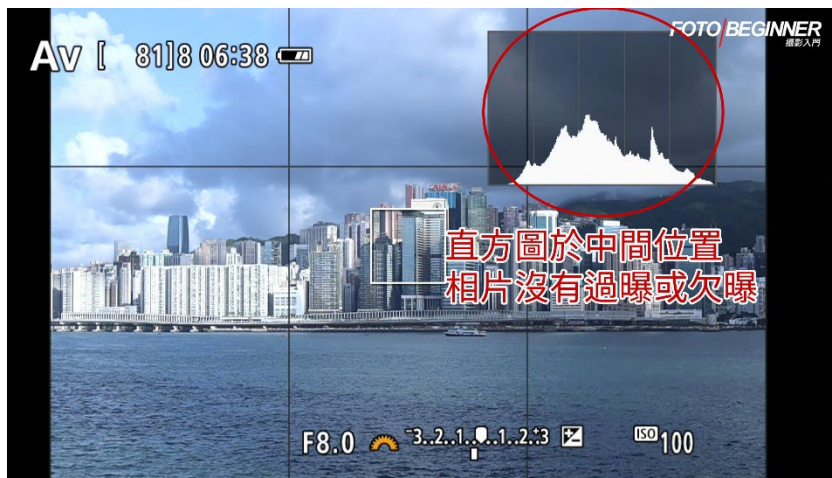 FOTO/BEGINNER
攝影入門
Av [ 81]8 06:38
直方圖於中間位置
相片沒有過曝或欠曝
F8.0 ⁻3..2..1..0..1..2..⁺3 ISO 100